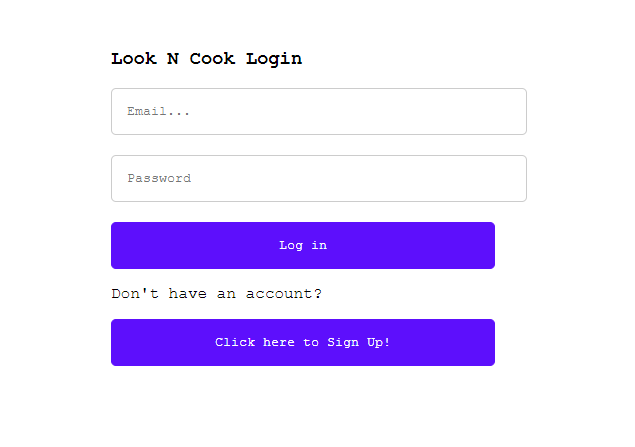 Look N Cook Login
Email...
Password
Log in
Don't have an account?
Click here to Sign Up!